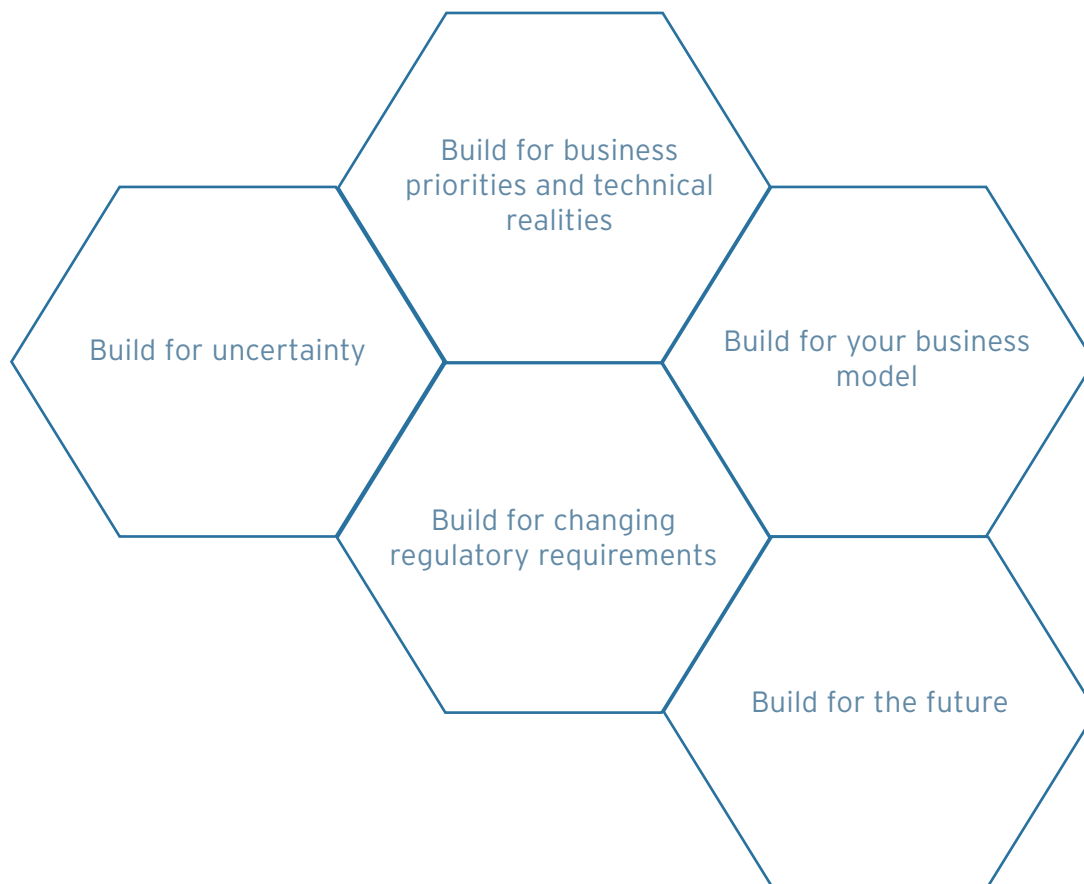 Build for business
priorities and technical
realities
Build for uncertainty
Build for your business
model
Build for changing
regulatory requirements
Build for the future